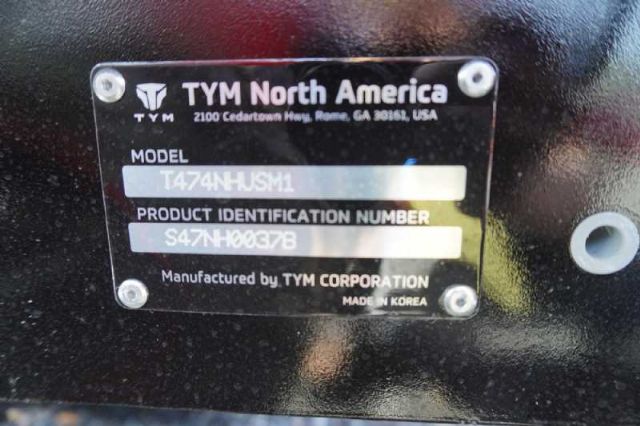 TYM
TYM North America
2100 Cedartown Hwy, Rome, GA 30161, USA
MODEL
T474NHUSM1
PRODUCT IDENTIFICATION NUMBER
S47NH00378
Manufactured by TYM CORPORATION
MADE IN KOREA